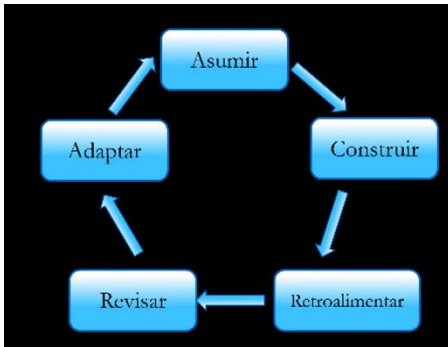 Asumir
Construir
Retroalimentar
Revisar
Adaptar